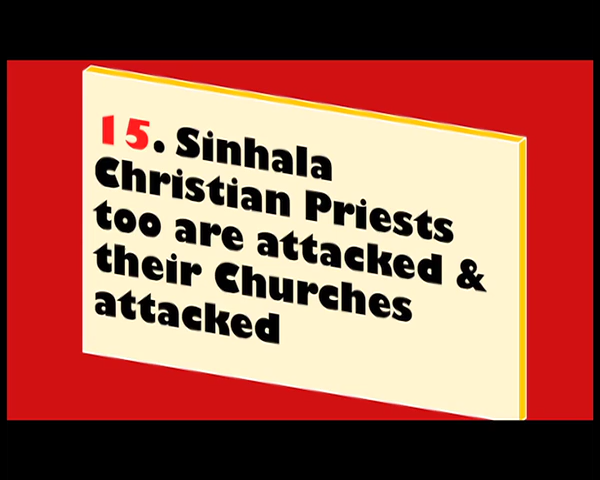 15. Sinhala
Christian Priests
too are attacked &
their Churches
attacked